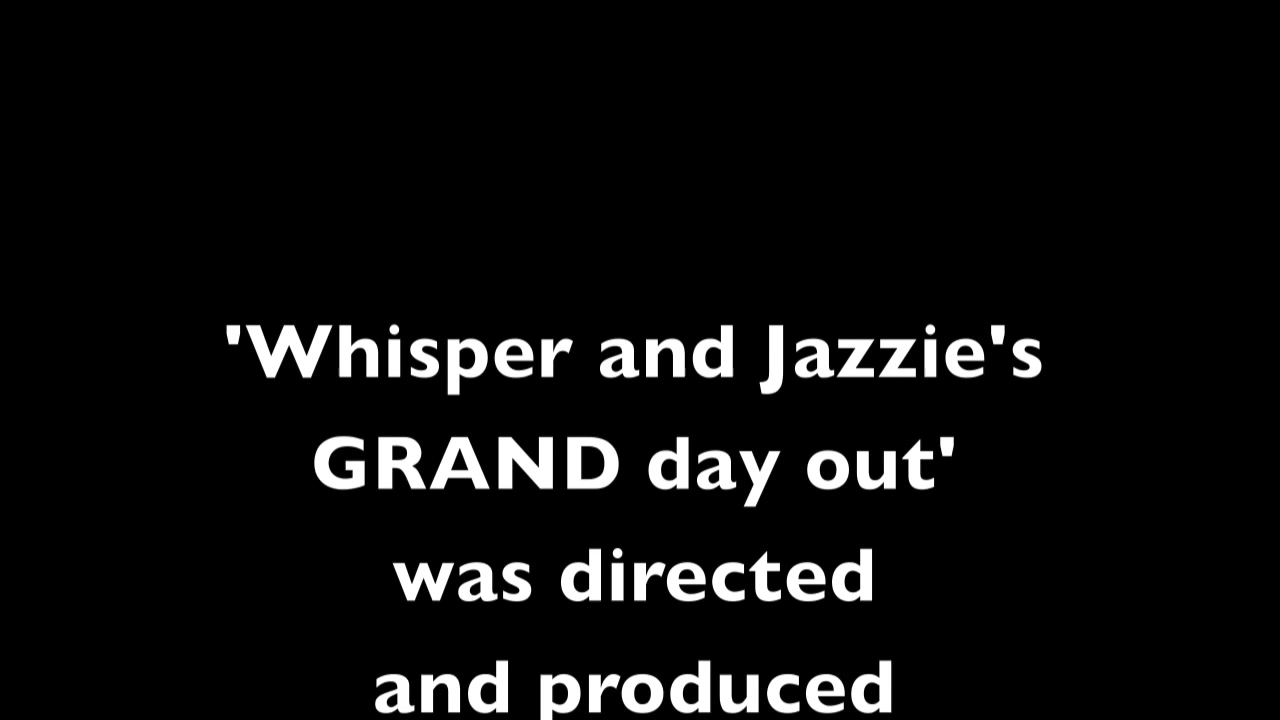 'Whisper and Jazzie's
GRAND day out'
was directed
and produced